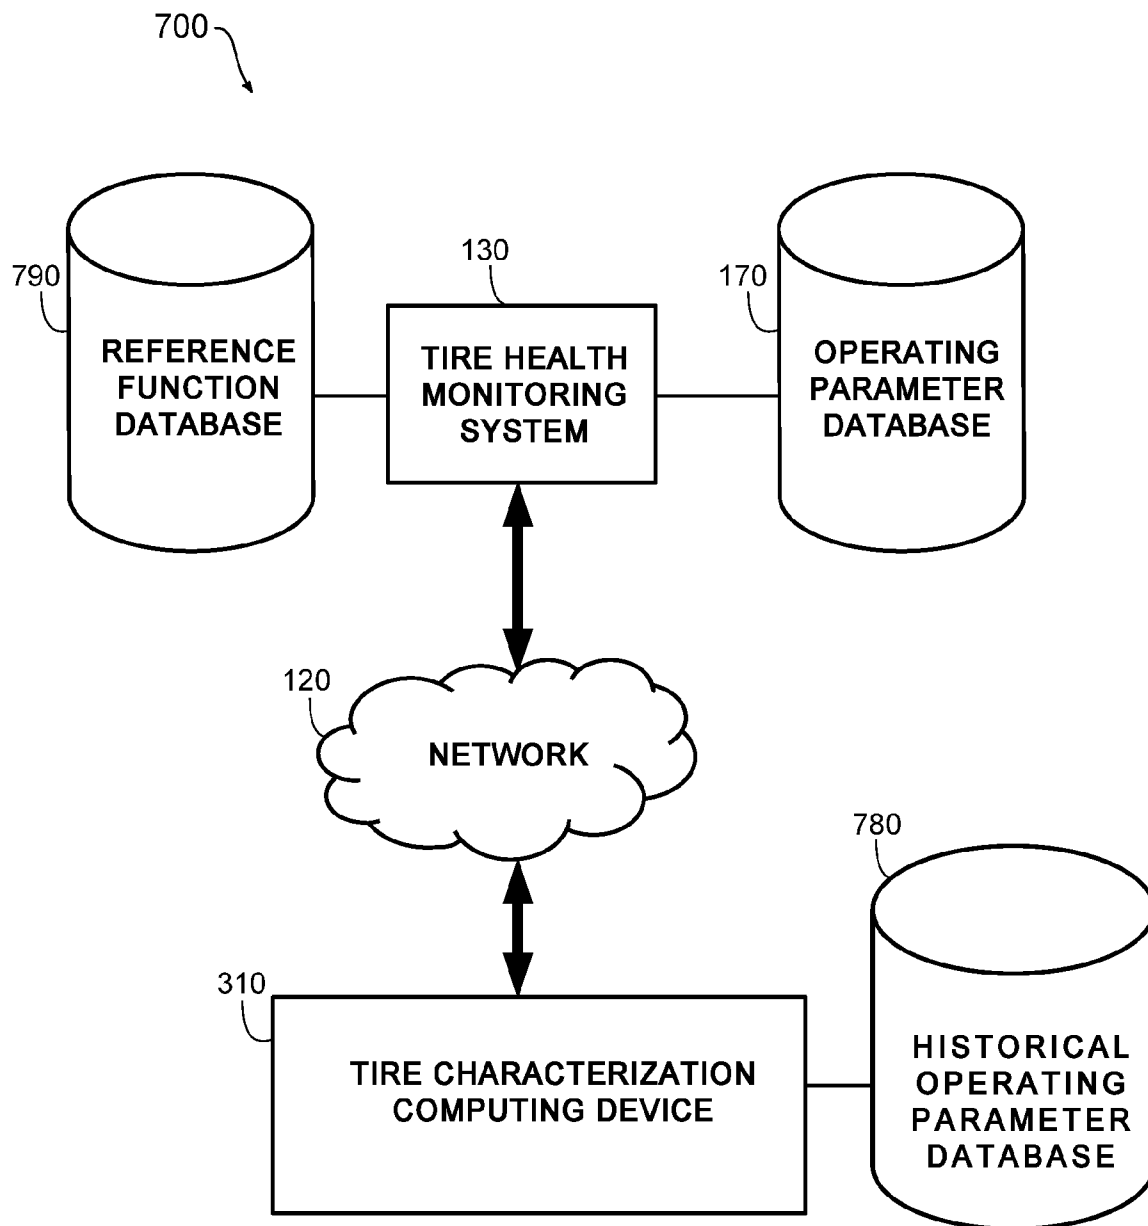 700
790
REFERENCE
FUNCTION
DATABASE
130
TIRE HEALTH
MONITORING
SYSTEM
170
OPERATING
PARAMETER
DATABASE
120
NETWORK
310
TIRE CHARACTERIZATION
COMPUTING DEVICE
780
HISTORICAL
OPERATING
PARAMETER
DATABASE